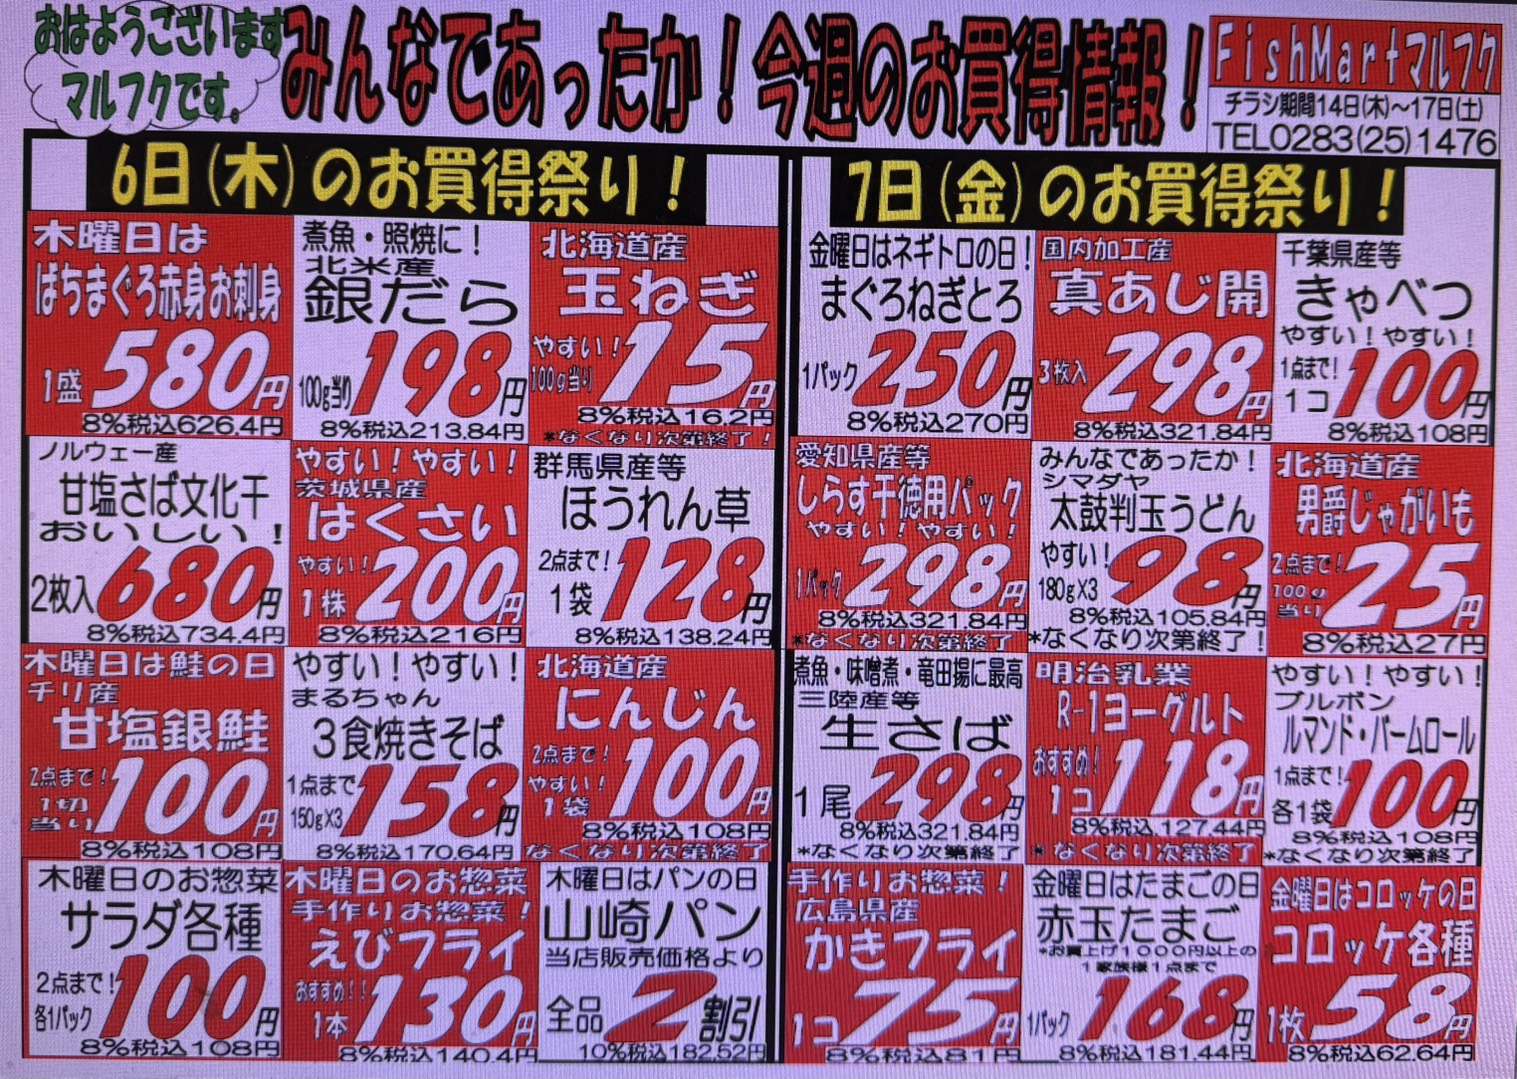 おはようございます
マルフクです。
みんなであったか！今週のお買得情報！
FishMartマルフク
チラシ期間14日(木)～17日(土)
TEL0283(25)1476
6日(木)のお買得祭り！
木曜日は
ばちまぐろ赤身お刺身
1盛 580円
8%税込626.4円
煮魚・照焼に！
北米産
銀だら
100g当り 198円
8%税込213.84円
北海道産
玉ねぎ
やすい！
100g当り 15円
8%税込16.2円
*なくなり次第終了！
ノルウェー産
甘塩さば文化干
おいしい！
2枚入 680円
8%税込734.4円
やすい！やすい！
茨城県産
はくさい
やすい！
1株 200円
8%税込216円
群馬県産等
ほうれん草
2点まで！
1袋 128円
8%税込138.24円
木曜日は鮭の日
チリ産
甘塩銀鮭
2点まで！
1切
当り 100円
8%税込108円
やすい！やすい！
まるちゃん
3食焼きそば
1点まで
150g×3 158円
8%税込170.64円
北海道産
にんじん
2点まで！
やすい！
1袋 100円
8%税込108円
なくなり次第終了
木曜日のお惣菜
サラダ各種
2点まで！
各1パック 100円
8%税込108円
木曜日のお惣菜
手作りお惣菜！
えびフライ
おすすめ！！
1本 130円
8%税込140.4円
木曜日はパンの日
山崎パン
当店販売価格より
全品 2割引
10%税込182.52円
7日(金)のお買得祭り！
金曜日はネギトロの日！
まぐろねぎとろ
1パック 250円
8%税込270円
国内加工産
真あじ開
3枚入 298円
8%税込321.84円
千葉県産等
きゃべつ
やすい！やすい！
1点まで！
1コ 100円
8%税込108円
愛知県産等
しらす干徳用パック
やすい！やすい！
1パック 298円
8%税込321.84円
*なくなり次第終了
みんなであったか！
シマダヤ
太鼓判玉うどん
やすい！
180g×3 98円
8%税込105.84円
*なくなり次第終了！
北海道産
男爵じゃがいも
2点まで！
100g
当り 25円
8%税込27円
煮魚・味噌煮・竜田揚に最高
三陸産等
生さば
1尾 298円
8%税込321.84円
*なくなり次第終了
明治乳業
R-1ヨーグルト
おすすめ！
1コ 118円
8%税込127.44円
*なくなり次第終了
やすい！やすい！
ブルボン
ルマンド・バームロール
1点まで！
各1袋 100円
8%税込108円
*なくなり次第終了
手作りお惣菜！
広島県産
かきフライ
1コ 75円
8%税込81円
金曜日はたまごの日
赤玉たまご
*お買上げ1000円以上の
1家族様1点まで
1パック 168円
8%税込181.44円
金曜日はコロッケの日
コロッケ各種
1枚 58円
8%税込62.64円